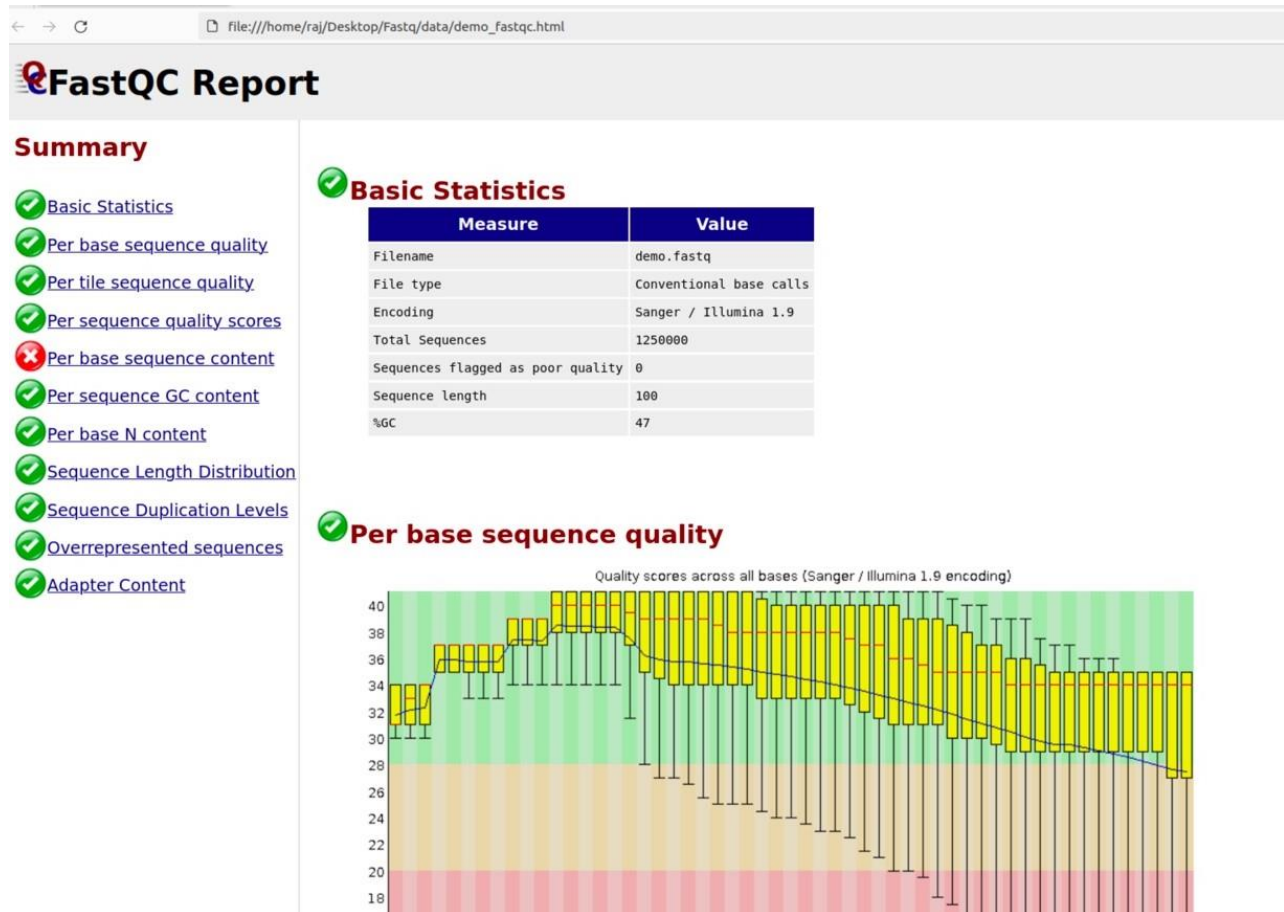 file:///home/raj/Desktop/Fastq/data/demo_fastqc.html
FastQC Report
Summary
Basic Statistics
Per base sequence quality
Per tile sequence quality
Per sequence quality scores
Per base sequence content
Per sequence GC content
Per base N content
Sequence Length Distribution
Sequence Duplication Levels
Overrepresented sequences
Adapter Content
Basic Statistics
Measure Value
Filename demo.fastq
File type Conventional base calls
Encoding Sanger / Illumina 1.9
Total Sequences 1250000
Sequences flagged as poor quality 0
Sequence length 100
%GC 47
Per base sequence quality
Quality scores across all bases (Sanger / Illumina 1.9 encoding)
40
38
36
34
32
30
28
26
24
22
20
18